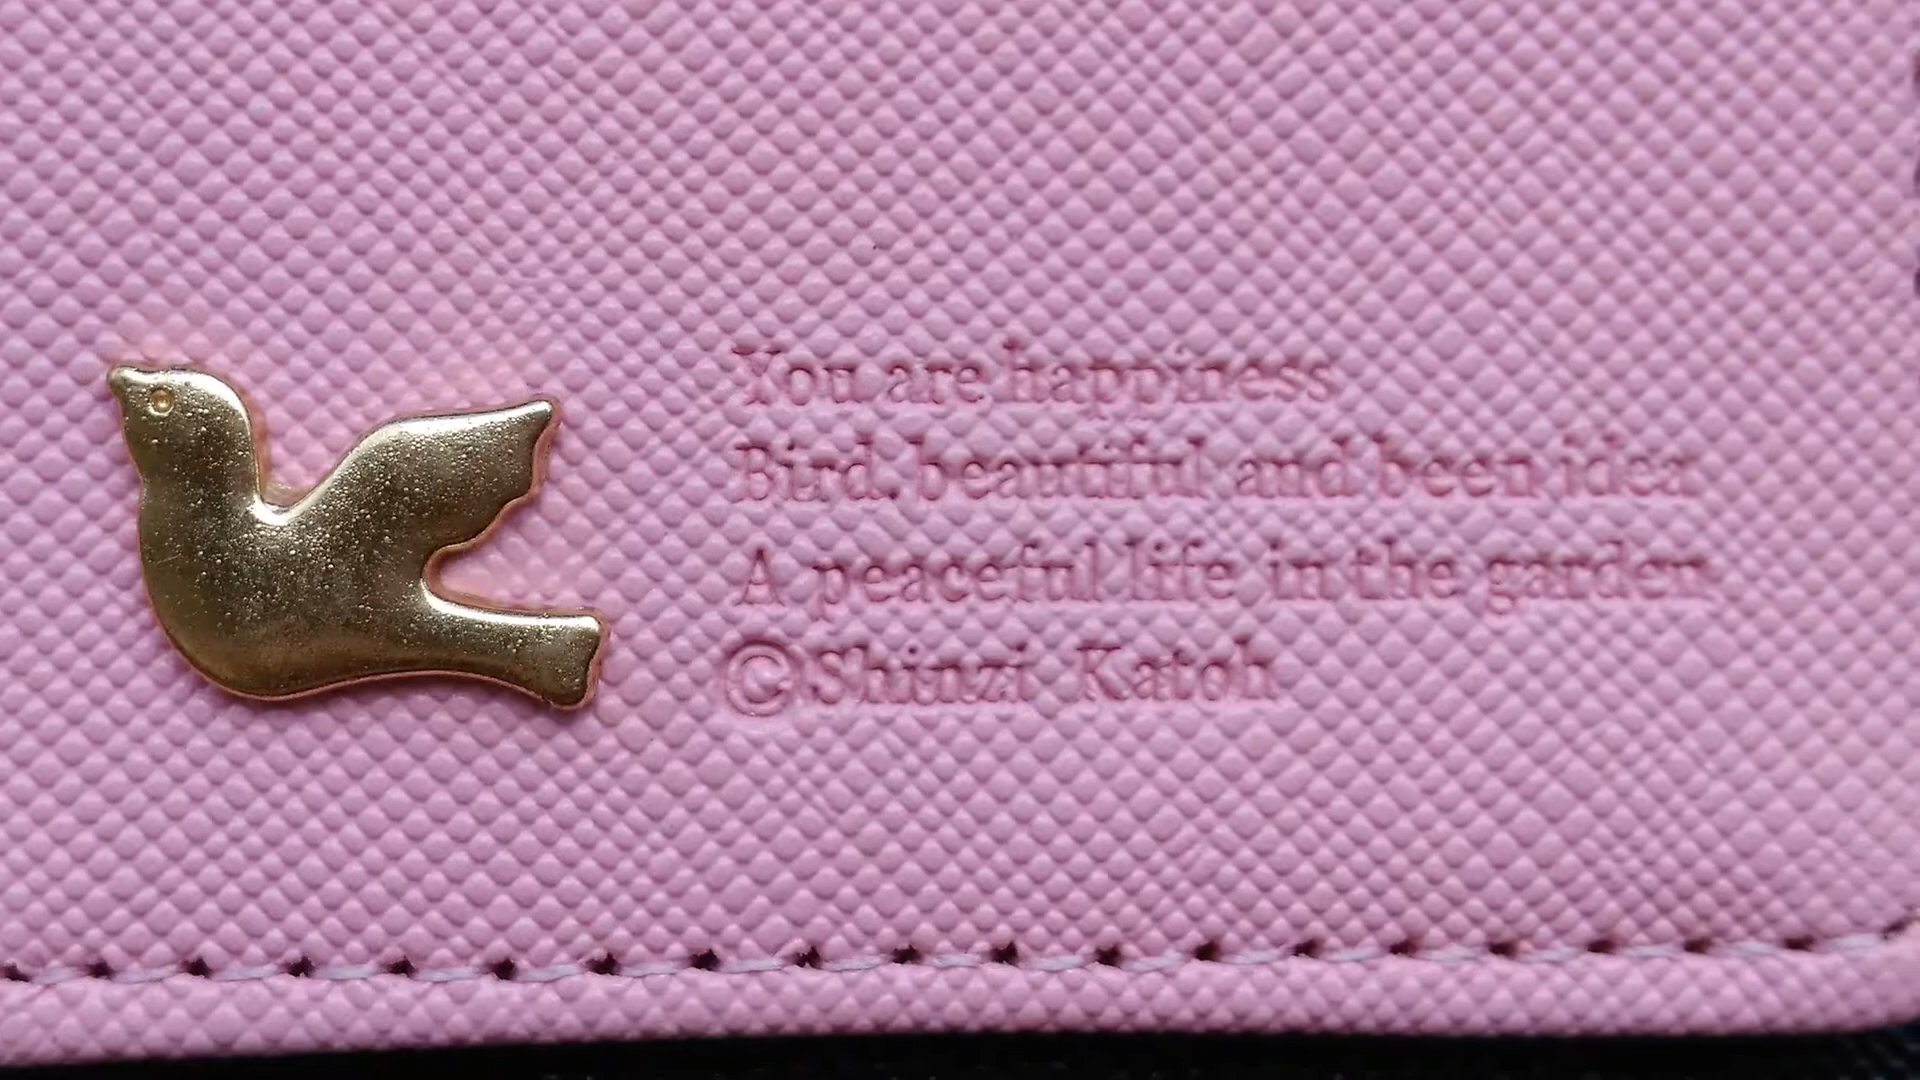 You are happiness
Bird. beautiful and been idea
A peaceful life in the garden
©Shinzi Katoh